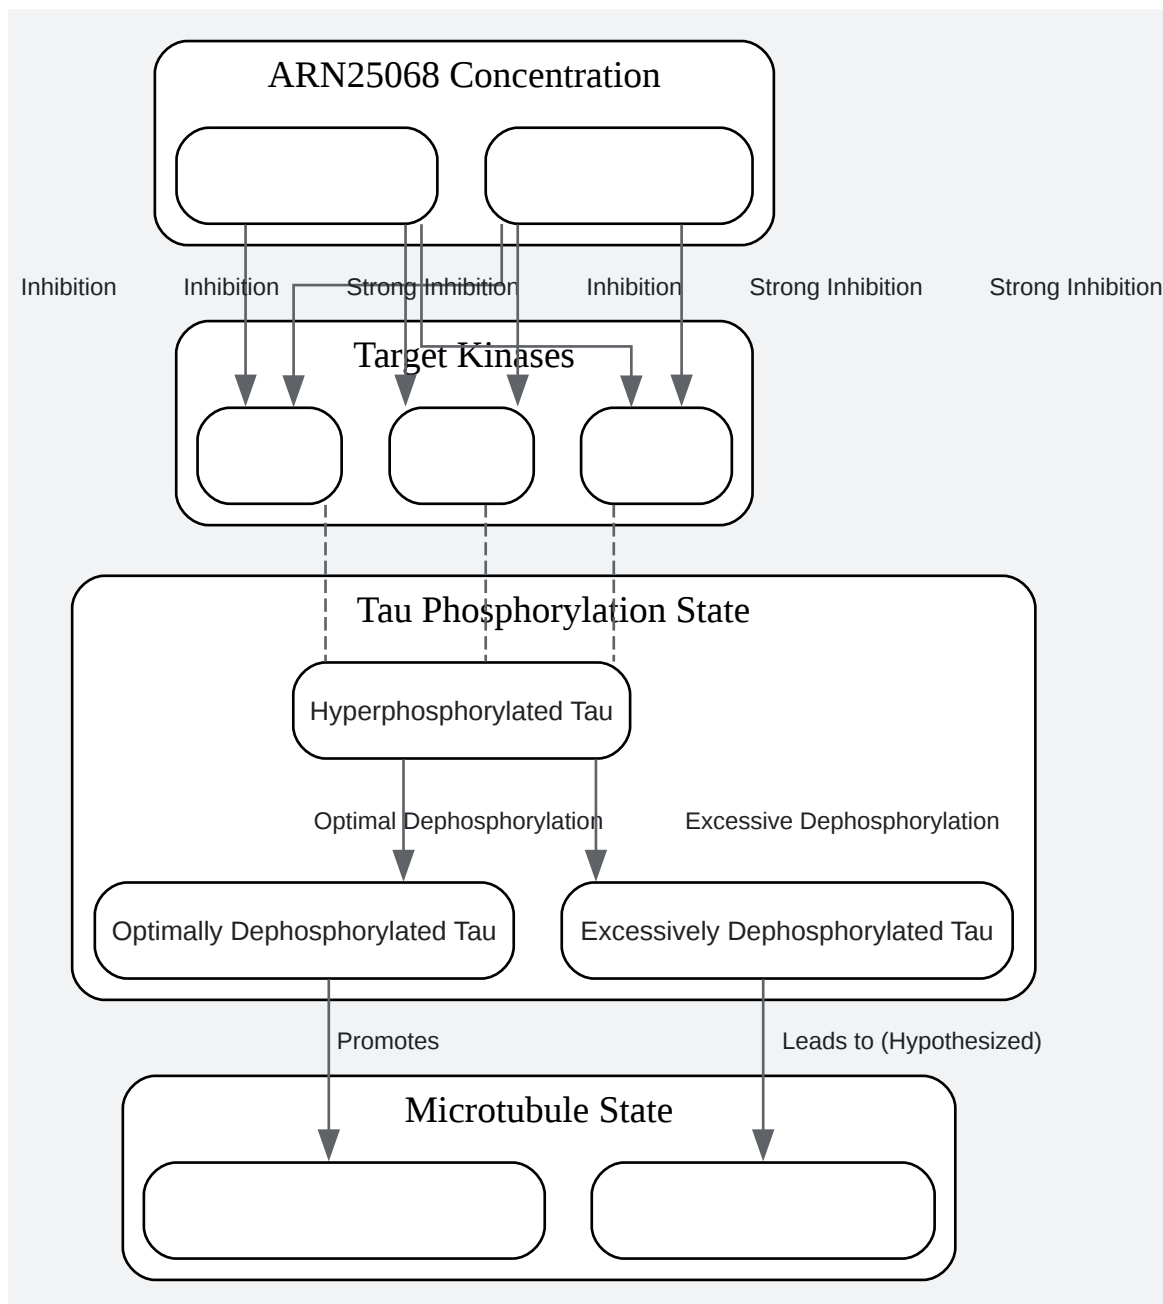 ARN25068 Concentration
Inhibition
Inhibition
Strong Inhibition
Inhibition
Strong Inhibition
Strong Inhibition
Target Kinases
Tau Phosphorylation State
Hyperphosphorylated Tau
Optimal Dephosphorylation
Excessive Dephosphorylation
Optimally Dephosphorylated Tau
Excessively Dephosphorylated Tau
Promotes
Leads to (Hypothesized)
Microtubule State